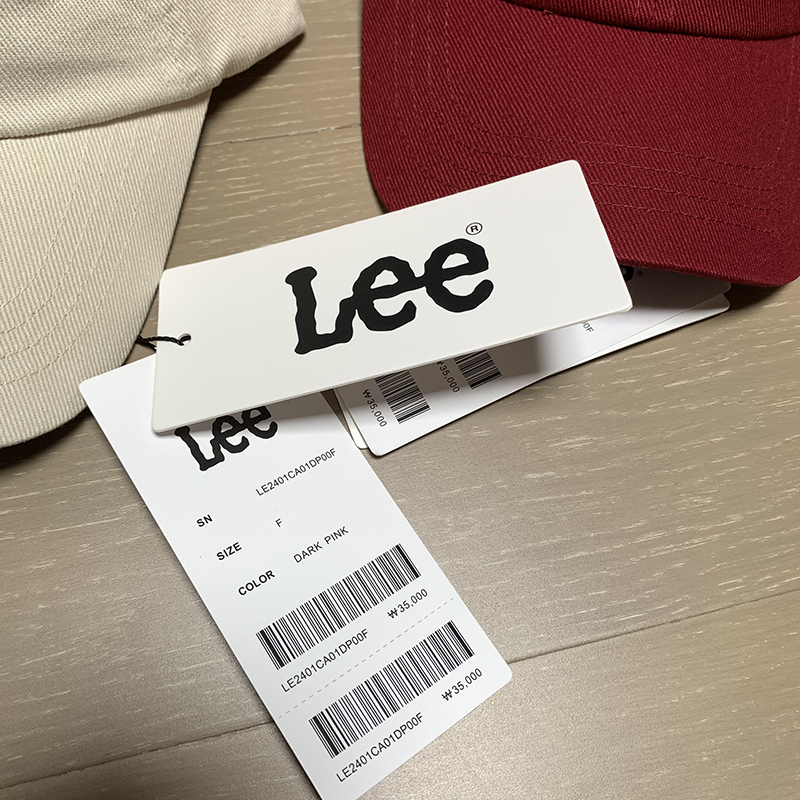 Lee®
₩35,000
₩35,000
Lee
SN LE2401CA01DP00F
SIZE F
COLOR DARK PINK
LE2401CA01DP00F ₩35,000
LE2401CA01DP00F ₩35,000